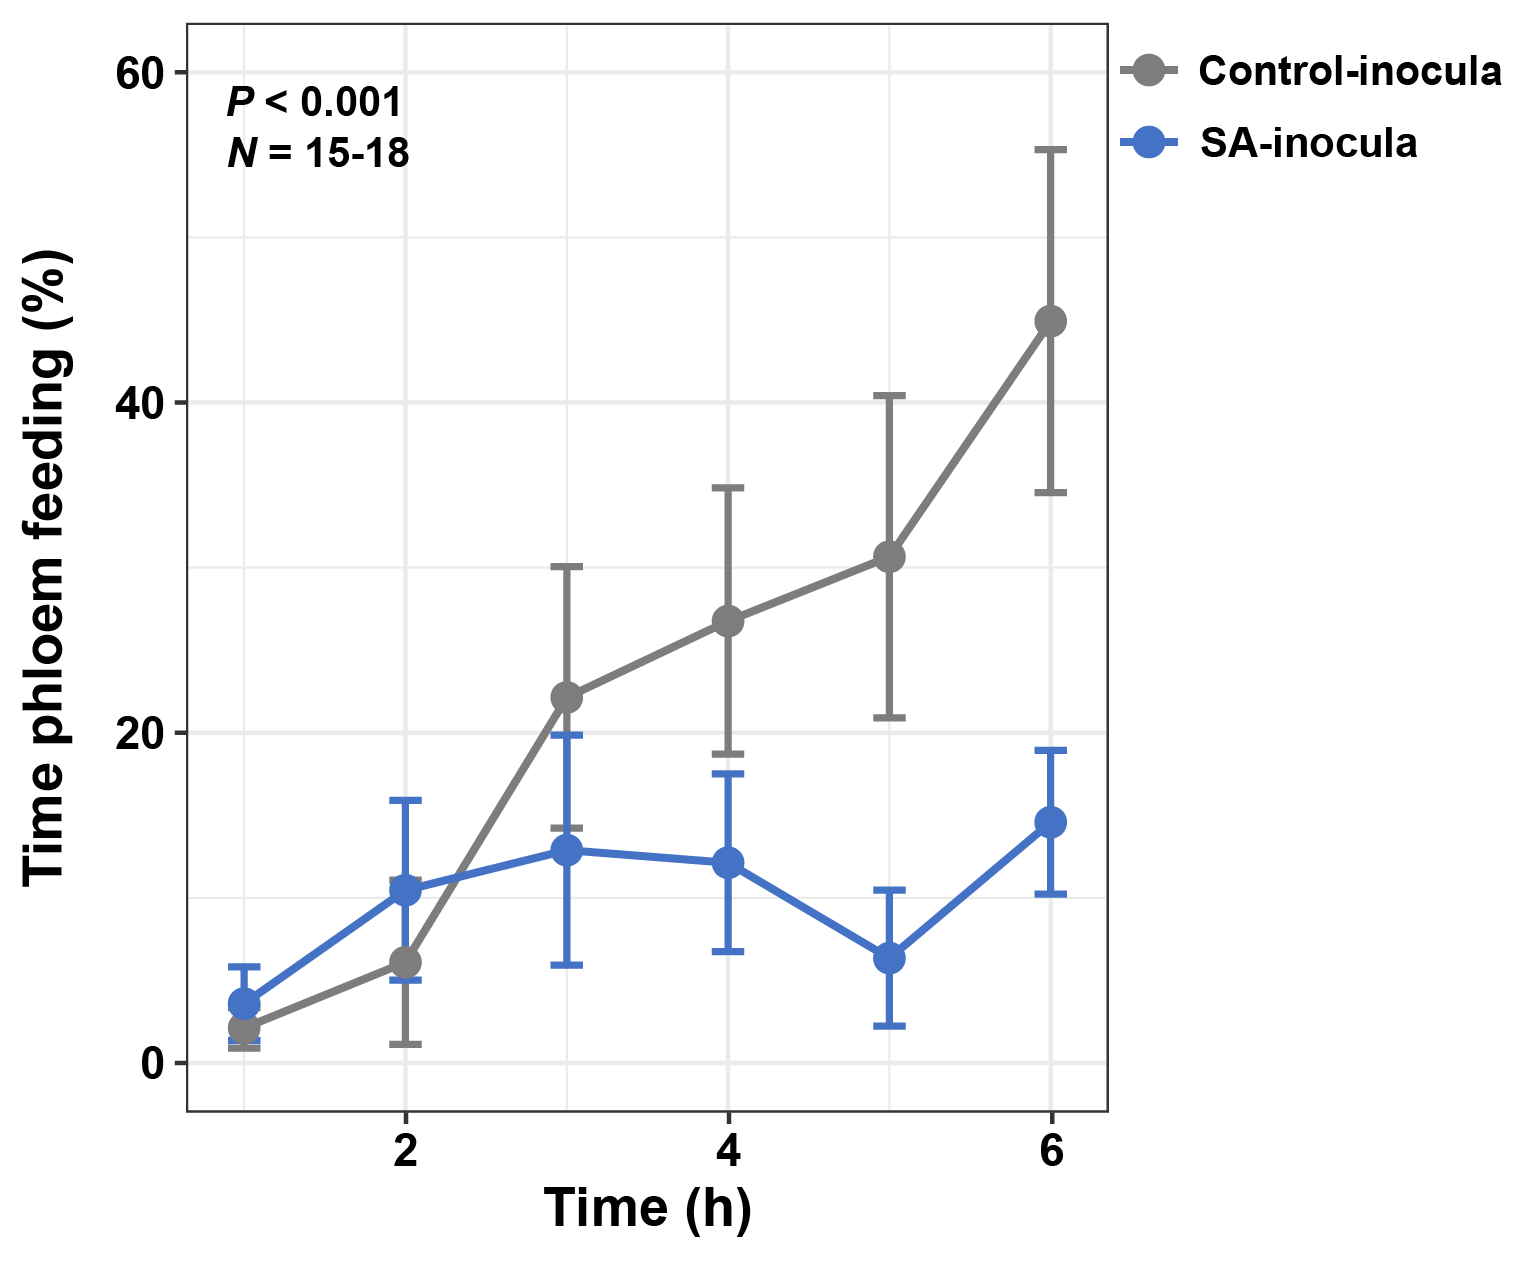 60
P < 0.001
N = 15-18
Control-inocula
SA-inocula
Time phloem feeding (%)
40
20
0
2 4 6
Time (h)